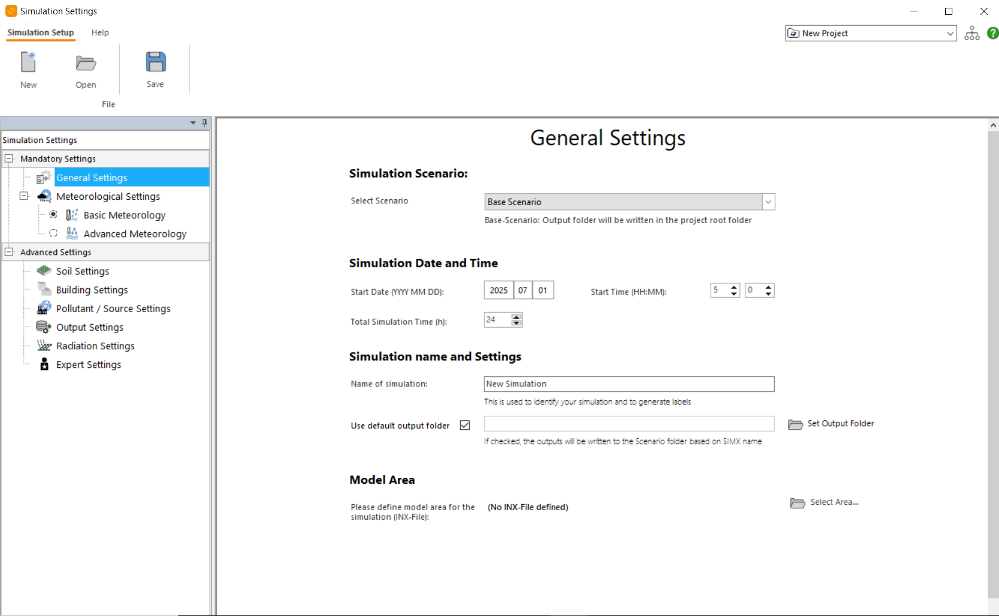 Simulation Settings
Simulation Setup
Help
New Project
New
Open
Save
File
Simulation Settings
Mandatory Settings
General Settings
Meteorological Settings
Basic Meteorology
Advanced Meteorology
Advanced Settings
Soil Settings
Building Settings
Pollutant / Source Settings
Output Settings
Radiation Settings
Expert Settings
General Settings
Simulation Scenario:
Select Scenario
Base Scenario
Base-Scenario: Output folder will be written in the project root folder
Simulation Date and Time
Start Date (YYYY MM DD):
2025 07 01
Start Time (HH:MM):
5 0
Total Simulation Time (h):
24
Simulation name and Settings
Name of simulation:
New Simulation
This is used to identify your simulation and to generate labels
Use default output folder
Set Output Folder
If checked, the outputs will be written to the Scenario folder based on SIMX name
Model Area
Please define model area for the
simulation (INX-File):
(No INX-File defined)
Select Area....